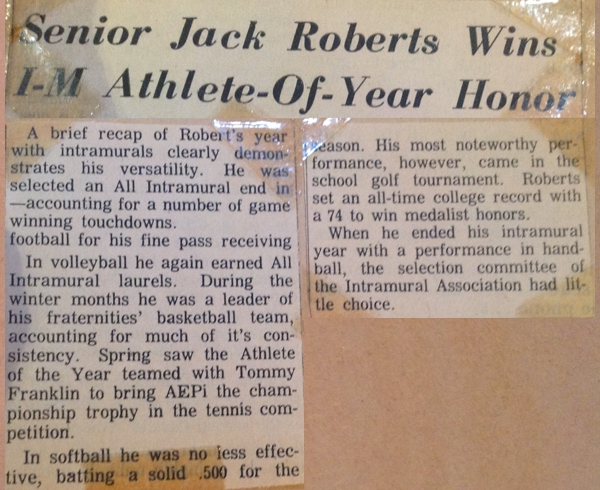 Senior Jack Roberts Wins
I-M Athlete-Of-Year Honor
A brief recap of Robert's year
with intramurals clearly demon-
strates his versatility. He was
selected an All Intramural end in
—accounting for a number of game
winning touchdowns.
football for his fine pass receiving
In volleyball he again earned All
Intramural laurels. During the
winter months he was a leader of
his fraternities' basketball team,
accounting for much of it's con-
sistency. Spring saw the Athlete
of the Year teamed with Tommy
Franklin to bring AEPi the cham-
pionship trophy in the tennis com-
petition.
In softball he was no less effec-
tive, batting a solid .500 for the
season. His most noteworthy per-
formance, however, came in the
school golf tournament. Roberts
set an all-time college record with
a 74 to win medalist honors.
When he ended his intramural
year with a performance in hand-
ball, the selection committee of
the Intramural Association had lit-
tle choice.